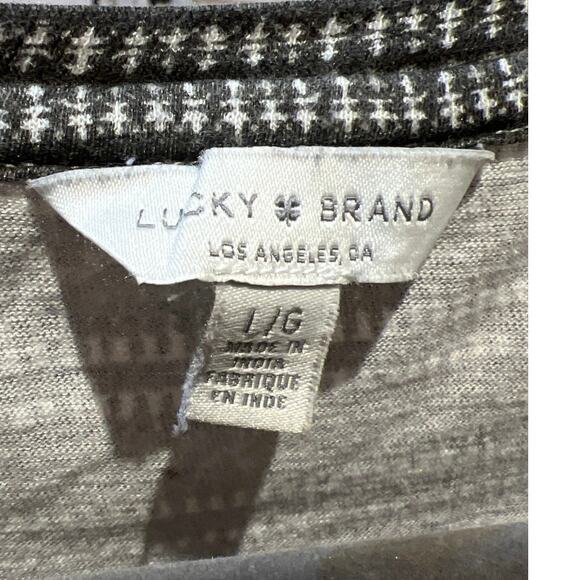 LUCKY BRAND
LOS ANGELES, CA
L/G
MADE IN
INDIA
FABRIQUE
EN INDE